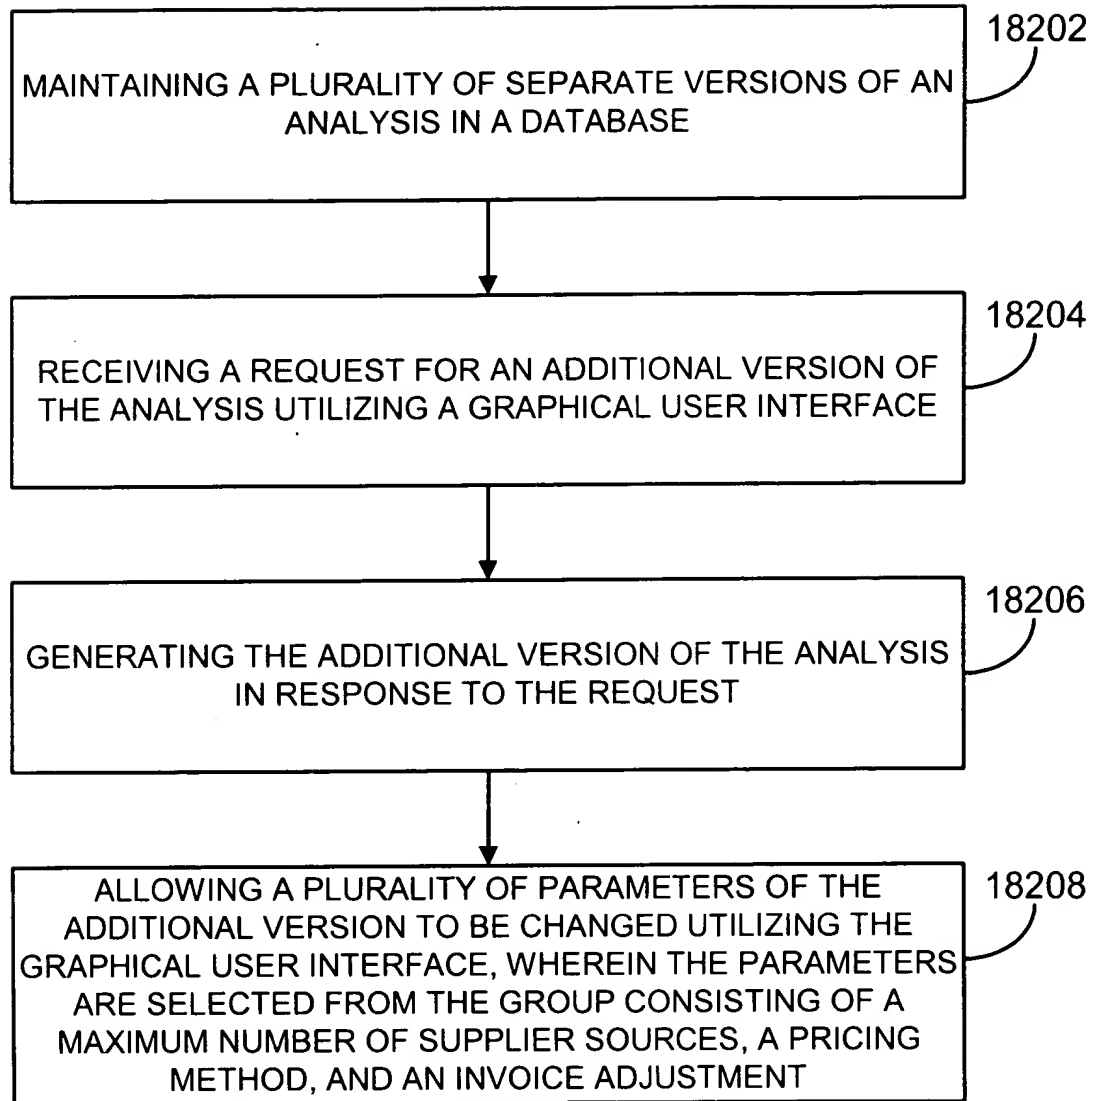 18202
MAINTAINING A PLURALITY OF SEPARATE VERSIONS OF AN
ANALYSIS IN A DATABASE
18204
RECEIVING A REQUEST FOR AN ADDITIONAL VERSION OF
THE ANALYSIS UTILIZING A GRAPHICAL USER INTERFACE
18206
GENERATING THE ADDITIONAL VERSION OF THE ANALYSIS
IN RESPONSE TO THE REQUEST
18208
ALLOWING A PLURALITY OF PARAMETERS OF THE
ADDITIONAL VERSION TO BE CHANGED UTILIZING THE
GRAPHICAL USER INTERFACE, WHEREIN THE PARAMETERS
ARE SELECTED FROM THE GROUP CONSISTING OF A
MAXIMUM NUMBER OF SUPPLIER SOURCES, A PRICING
METHOD, AND AN INVOICE ADJUSTMENT